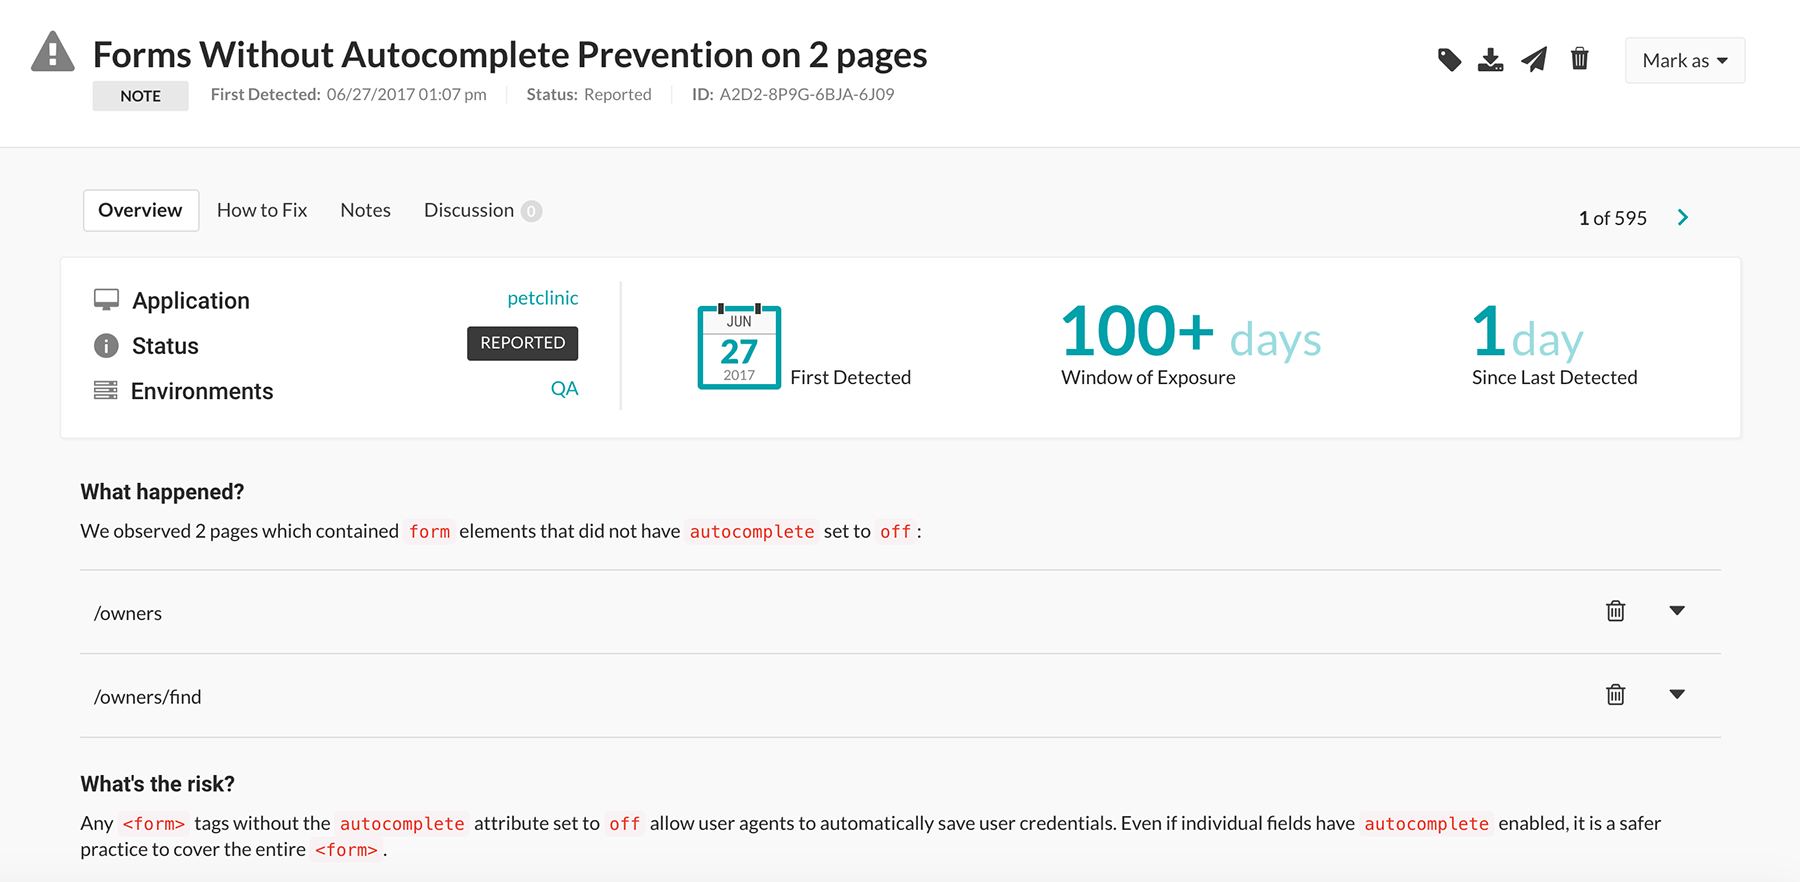 Forms Without Autocomplete Prevention on 2 pages
Mark as
NOTE First Detected: 06/27/2017 01:07 pm Status: Reported ID: A2D2-8P9G-6BJA-6J09
Overview How to Fix Notes Discussion 0
1 of 595
Application petclinic
Status REPORTED
Environments QA
JUN
27
2017
First Detected
100+ days
Window of Exposure
1 day
Since Last Detected
What happened?
We observed 2 pages which contained form elements that did not have autocomplete set to off :
/owners
/owners/find
What's the risk?
Any <form> tags without the autocomplete attribute set to off allow user agents to automatically save user credentials. Even if individual fields have autocomplete enabled, it is a safer
practice to cover the entire <form> .